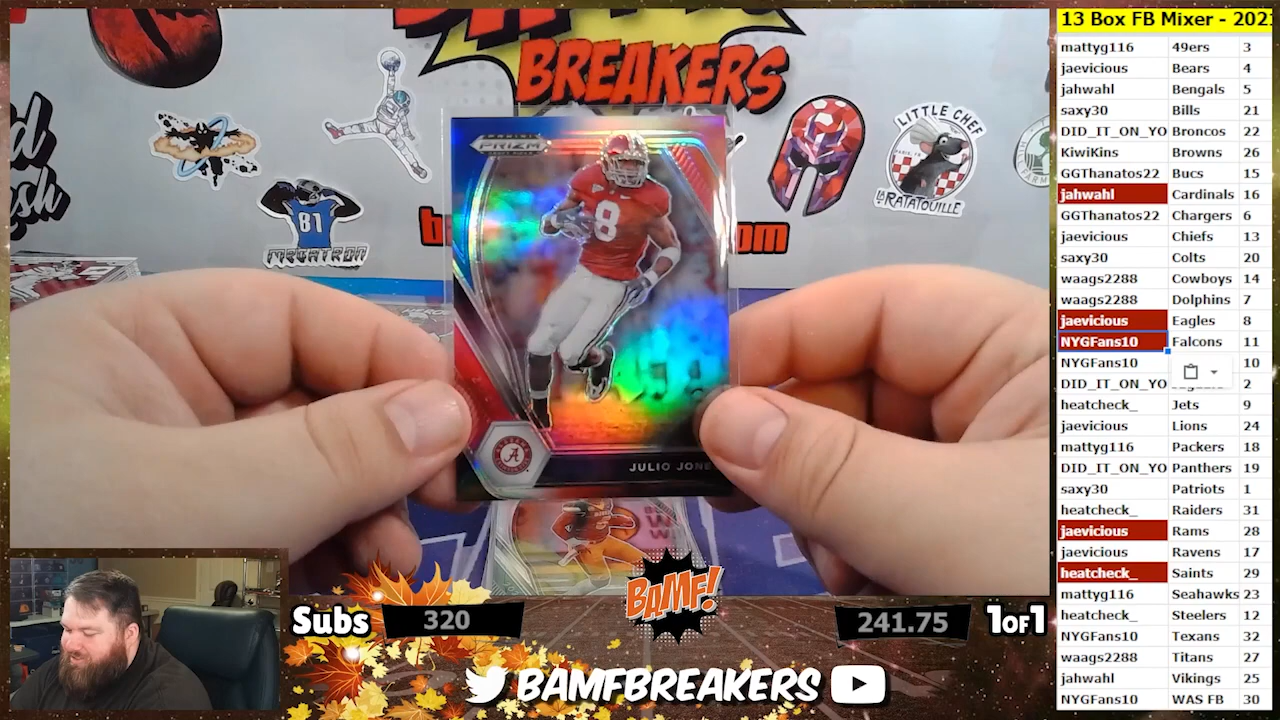 BREAKERS
LITTLE CHEF
LA RATATOUILLE
81
MEGATRON
PRIZM
8
A
JULIO JONE
BAMF!
Subs 320
241.75 1OF1
BAMFBREAKERS
13 Box FB Mixer - 202
mattyg116 49ers 3
jaevicious Bears 4
jahwahl Bengals 5
saxy30 Bills 21
DID_IT_ON_YO Broncos 22
KiwiKins Browns 26
GGThanatos22 Bucs 15
jahwahl Cardinals 16
GGThanatos22 Chargers 6
jaevicious Chiefs 13
saxy30 Colts 20
waags2288 Cowboys 14
waags2288 Dolphins 7
jaevicious Eagles 8
NYGFans10 Falcons 11
NYGFans10 10
DID_IT_ON_YO 2
heatcheck_ Jets 9
jaevicious Lions 24
mattyg116 Packers 18
DID_IT_ON_YO Panthers 19
saxy30 Patriots 1
heatcheck_ Raiders 31
jaevicious Rams 28
jaevicious Ravens 17
heatcheck_ Saints 29
mattyg116 Seahawks 23
heatcheck_ Steelers 12
NYGFans10 Texans 32
waags2288 Titans 27
jahwahl Vikings 25
NYGFans10 WAS FB 30